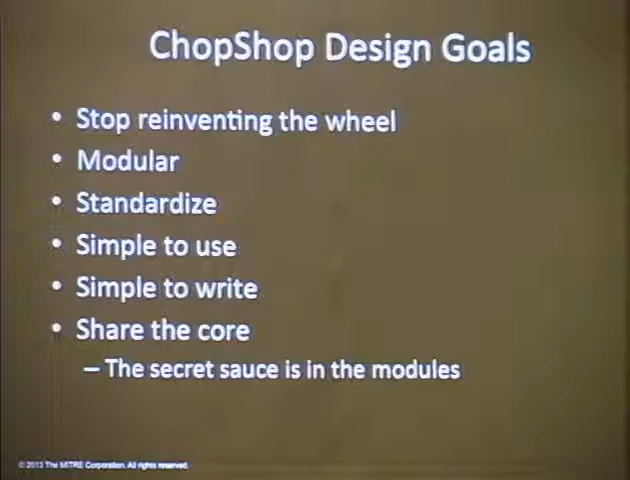 ChopShop Design Goals
• Stop reinventing the wheel
• Modular
• Standardize
• Simple to use
• Simple to write
• Share the core
– The secret sauce is in the modules
© 2013 The MITRE Corporation. All rights reserved.